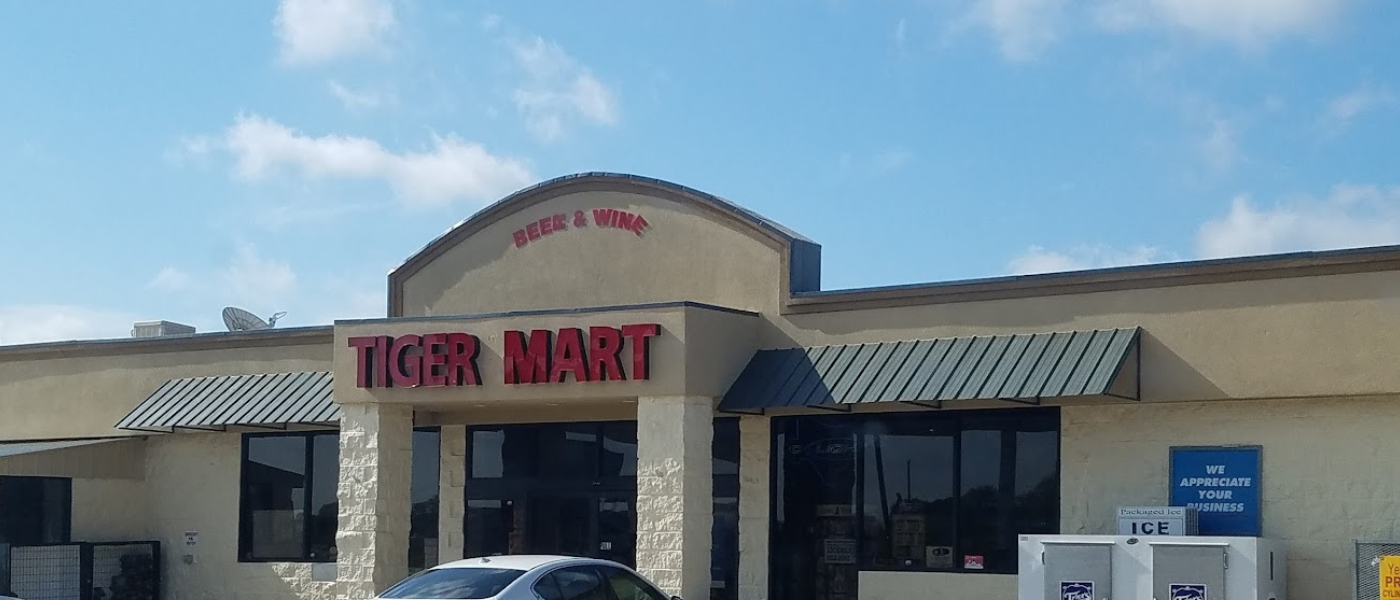 BEER & WINE
TIGER MART
WE
APPRECIATE
YOUR
BUSINESS
Packaged Ice
ICE